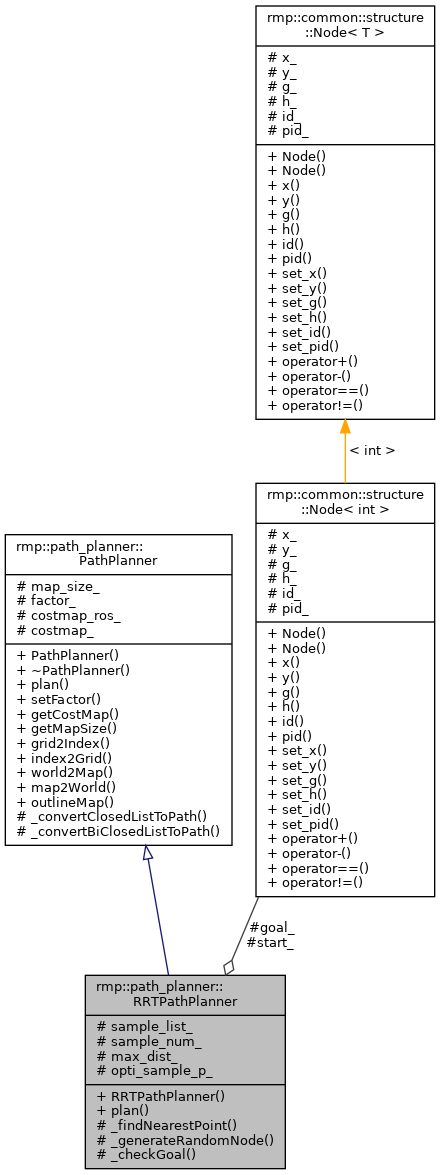 rmp::common::structure
::Node< T >
# x_
# y_
# g_
# h_
# id_
# pid_
+ Node()
+ Node()
+ x()
+ y()
+ g()
+ h()
+ id()
+ pid()
+ set_x()
+ set_y()
+ set_g()
+ set_h()
+ set_id()
+ set_pid()
+ operator+()
+ operator-()
+ operator==()
+ operator!=()
< int >
rmp::common::structure
::Node< int >
# x_
# y_
# g_
# h_
# id_
# pid_
+ Node()
+ Node()
+ x()
+ y()
+ g()
+ h()
+ id()
+ pid()
+ set_x()
+ set_y()
+ set_g()
+ set_h()
+ set_id()
+ set_pid()
+ operator+()
+ operator-()
+ operator==()
+ operator!=()
rmp::path_planner::
PathPlanner
# map_size_
# factor_
# costmap_ros_
# costmap_
+ PathPlanner()
+ ~PathPlanner()
+ plan()
+ setFactor()
+ getCostMap()
+ getMapSize()
+ grid2Index()
+ index2Grid()
+ world2Map()
+ map2World()
+ outlineMap()
# _convertClosedListToPath()
# _convertBiClosedListToPath()
#goal_
#start_
rmp::path_planner::
RRTPathPlanner
# sample_list_
# sample_num_
# max_dist_
# opti_sample_p_
+ RRTPathPlanner()
+ plan()
# _findNearestPoint()
# _generateRandomNode()
# _checkGoal()